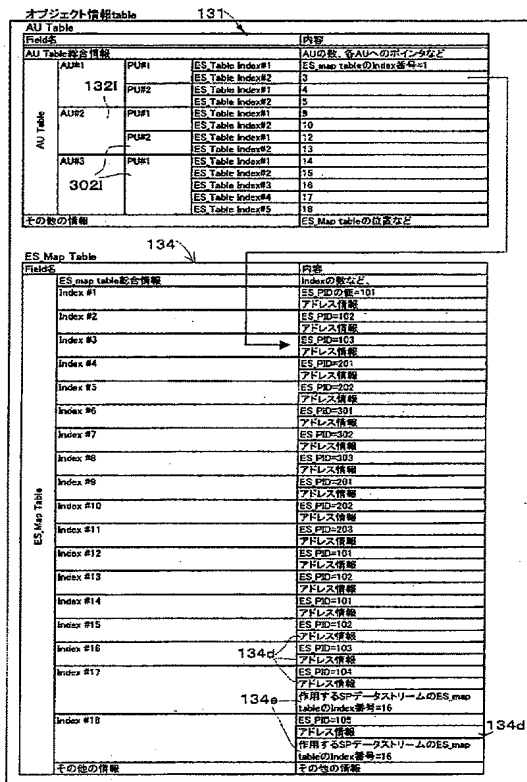 オブジェクト情報table
131
AU Table
Field名 内容
AU Table総合情報 AUの数、各AUへのポインタなど
AU Table
AU#1 PU#1 ES_Table Index#1 ES_map tableのIndex番号=1
132I ES_Table Index#2 3
PU#2 ES_Table Index#1 4
ES_Table Index#2 5
AU#2 PU#1 ES_Table Index#1 9
ES_Table Index#2 10
PU#2 ES_Table Index#1 12
ES_Table Index#2 13
AU#3 PU#1 ES_Table Index#1 14
302I ES_Table Index#2 15
ES_Table Index#3 16
ES_Table Index#4 17
ES_Table Index#5 18
その他の情報 ES_Map tableの位置など
134
ES_Map Table
Field名 内容
ES_Map Table
ES_map table総合情報 Indexの数など、
Index #1 ES_PIDの値=101
アドレス情報
Index #2 ES_PID=102
アドレス情報
Index #3 ES_PID=103
アドレス情報
Index #4 ES_PID=201
アドレス情報
Index #5 ES_PID=202
アドレス情報
Index #6 ES_PID=301
アドレス情報
Index #7 ES_PID=302
アドレス情報
Index #8 ES_PID=303
アドレス情報
Index #9 ES_PID=201
アドレス情報
Index #10 ES_PID=202
アドレス情報
Index #11 ES_PID=203
アドレス情報
Index #12 ES_PID=101
アドレス情報
Index #13 ES_PID=102
アドレス情報
Index #14 ES_PID=101
アドレス情報
Index #15 ES_PID=102
アドレス情報
Index #16 ES_PID=103
134d アドレス情報
Index #17 ES_PID=104
アドレス情報
134e 作用するSPデータストリームのES_map
tableのIndex番号=16
Index #18 ES_PID=105
アドレス情報 134d
作用するSPデータストリームのES_map
tableのIndex番号=16
その他の情報 その他の情報